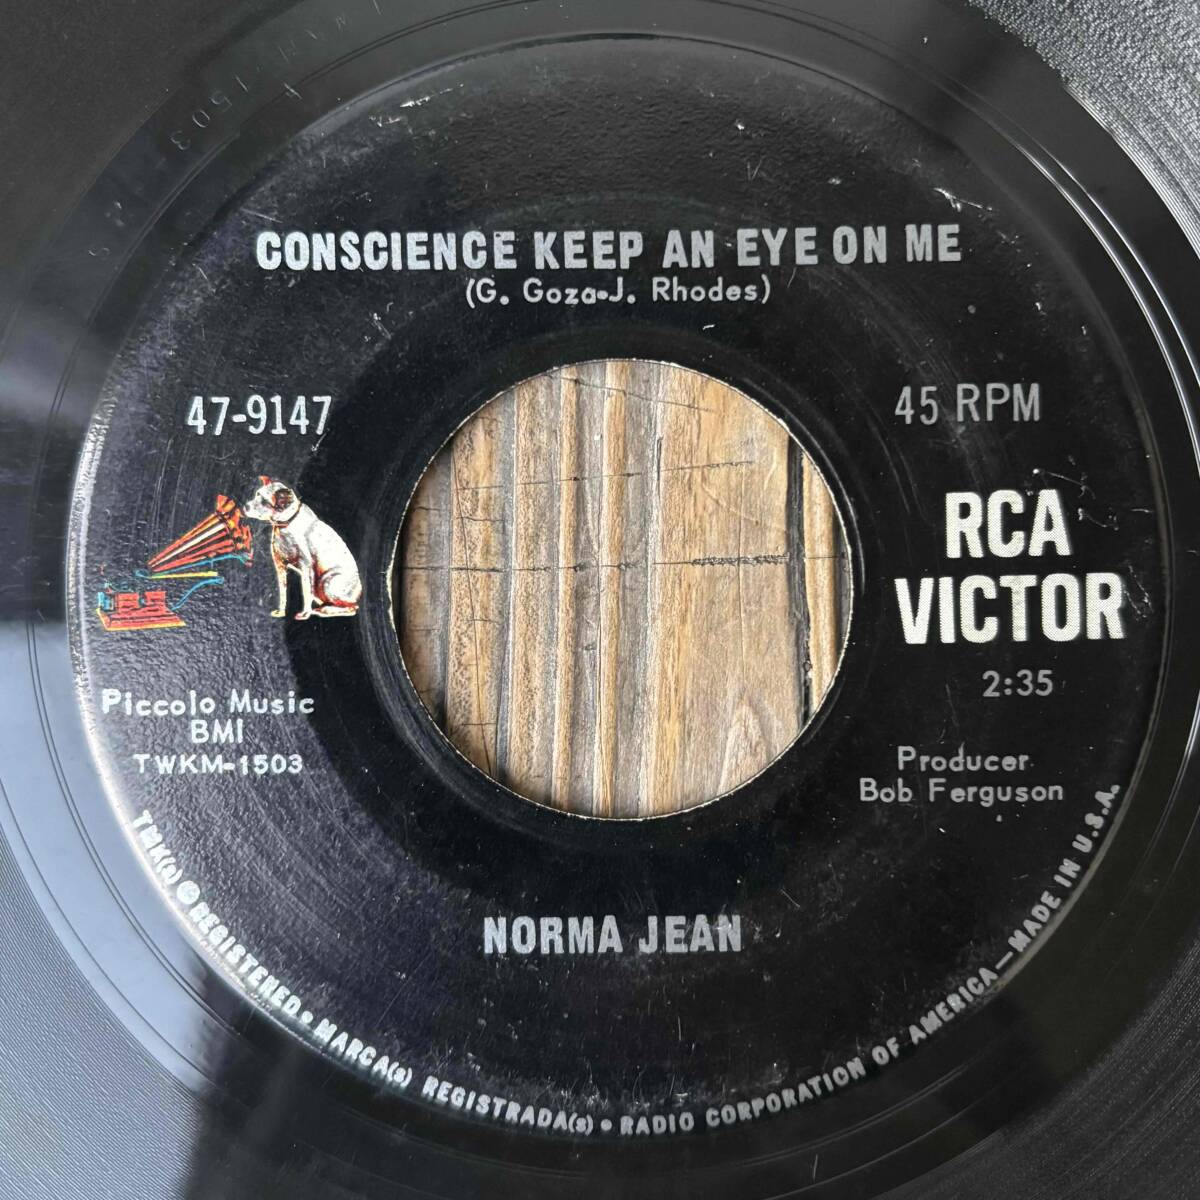 CONSCIENCE KEEP AN EYE ON ME
(G. Goza-J. Rhodes)
47-9147
45 RPM
RCA
VICTOR
2:35
Piccolo Music
BMI
TWKM-1503
Producer
Bob Ferguson
NORMA JEAN
TMK(s) ® REGISTERED • MARCA(s) REGISTRADA(s) • RADIO CORPORATION OF AMERICA—MADE IN U.S.A.